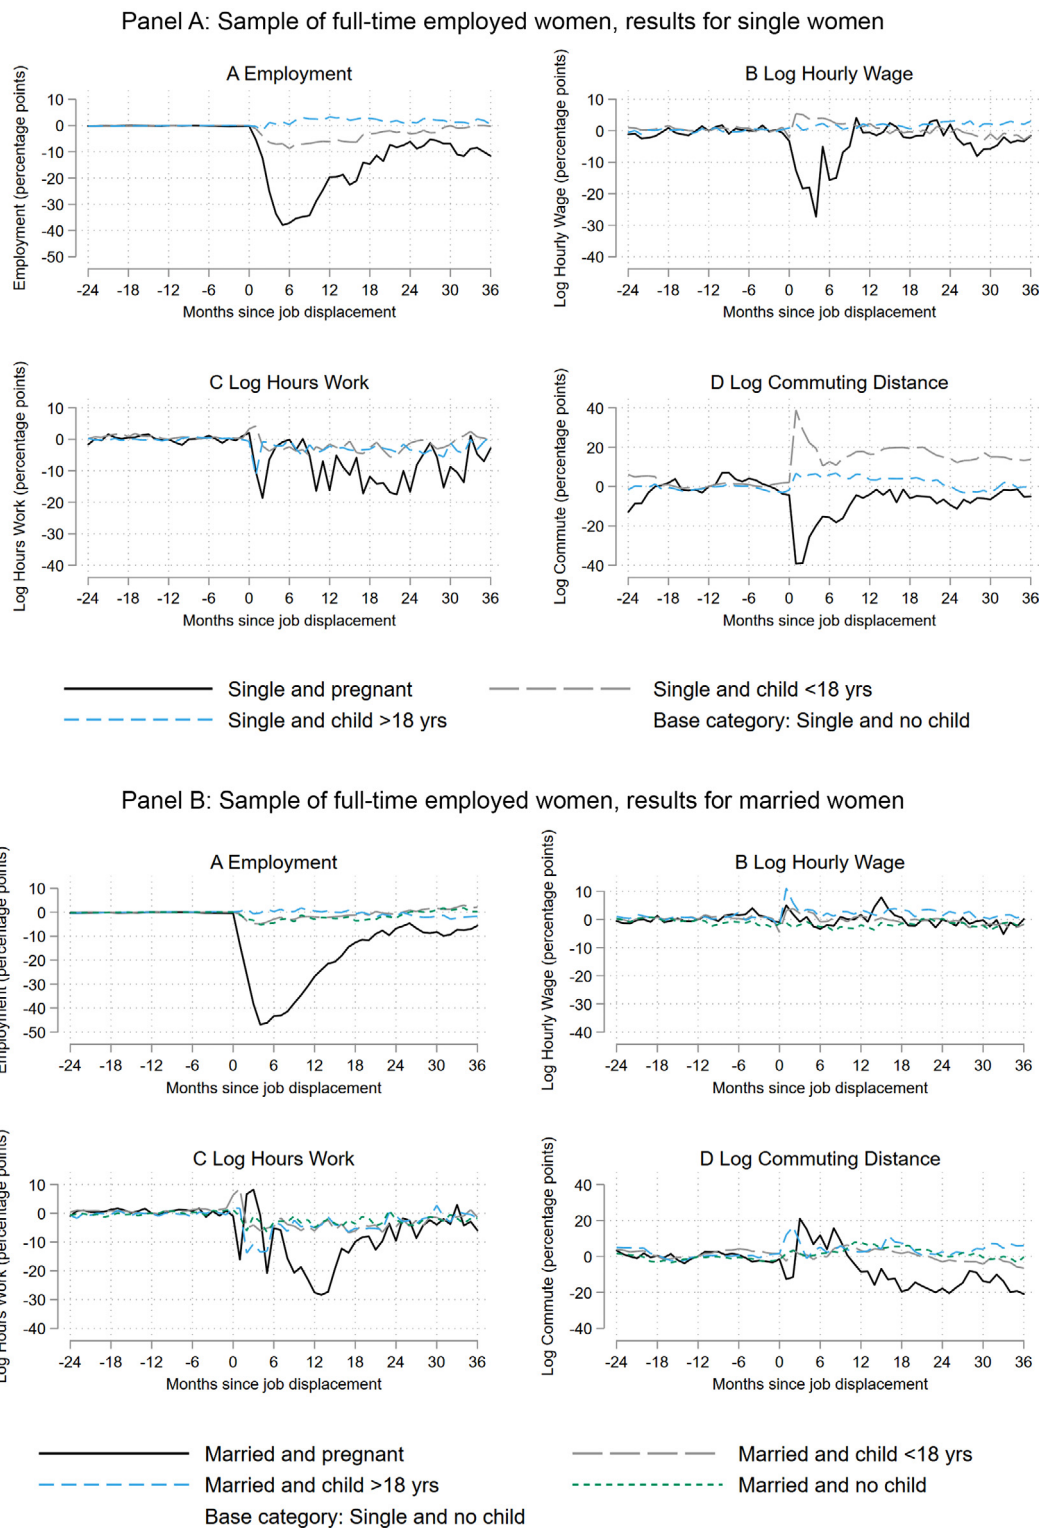 Panel A: Sample of full-time employed women, results for single women
A Employment
Employment (percentage points)
10
0
-10
-20
-30
-40
-50
-24 -18 -12 -6 0 6 12 18 24 30 36
Months since job displacement
B Log Hourly Wage
Log Hourly Wage (percentage points)
10
0
-10
-20
-30
-40
-24 -18 -12 -6 0 6 12 18 24 30 36
Months since job displacement
C Log Hours Work
Log Hours Work (percentage points)
10
0
-10
-20
-30
-40
-24 -18 -12 -6 0 6 12 18 24 30 36
Months since job displacement
D Log Commuting Distance
Log Commute (percentage points)
40
20
0
-20
-40
-24 -18 -12 -6 0 6 12 18 24 30 36
Months since job displacement
Single and pregnant
Single and child <18 yrs
Single and child >18 yrs
Base category: Single and no child
Panel B: Sample of full-time employed women, results for married women
A Employment
Employment (percentage points)
10
0
-10
-20
-30
-40
-50
-24 -18 -12 -6 0 6 12 18 24 30 36
Months since job displacement
B Log Hourly Wage
Log Hourly Wage (percentage points)
10
0
-10
-20
-30
-40
-24 -18 -12 -6 0 6 12 18 24 30 36
Months since job displacement
C Log Hours Work
Log Hours Work (percentage points)
10
0
-10
-20
-30
-40
-24 -18 -12 -6 0 6 12 18 24 30 36
Months since job displacement
D Log Commuting Distance
Log Commute (percentage points)
40
20
0
-20
-40
-24 -18 -12 -6 0 6 12 18 24 30 36
Months since job displacement
Married and pregnant
Married and child <18 yrs
Married and child >18 yrs
Married and no child
Base category: Single and no child